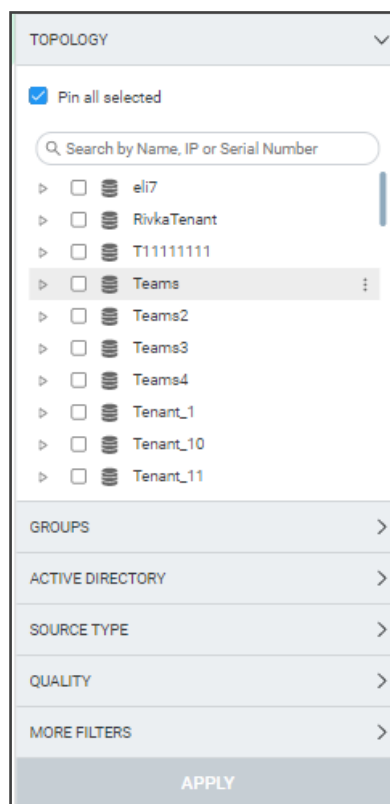 TOPOLOGY
Pin all selected
Search by Name, IP or Serial Number
eli7
RivkaTenant
T11111111
Teams
Teams2
Teams3
Teams4
Tenant_1
Tenant_10
Tenant_11
GROUPS
ACTIVE DIRECTORY
SOURCE TYPE
QUALITY
MORE FILTERS
APPLY